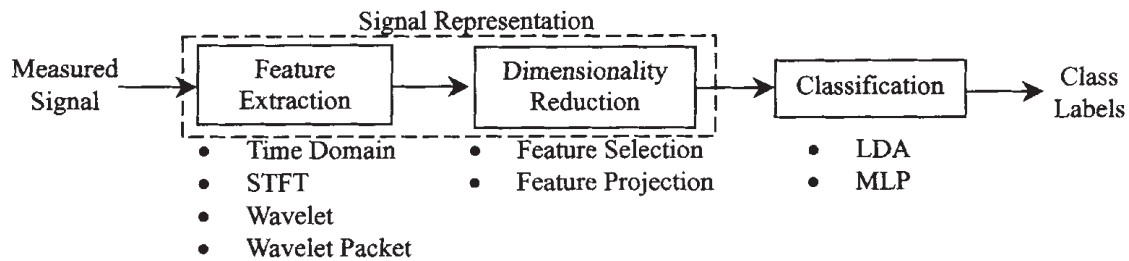 Signal Representation
Measured
Signal
Feature
Extraction
Dimensionality
Reduction
Classification
Class
Labels
• Time Domain
• STFT
• Wavelet
• Wavelet Packet
• Feature Selection
• Feature Projection
• LDA
• MLP